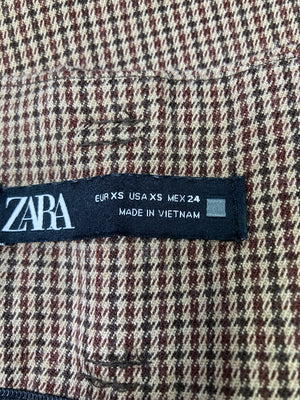 ZARA
EUR XS USA XS MEX 24
MADE IN VIETNAM